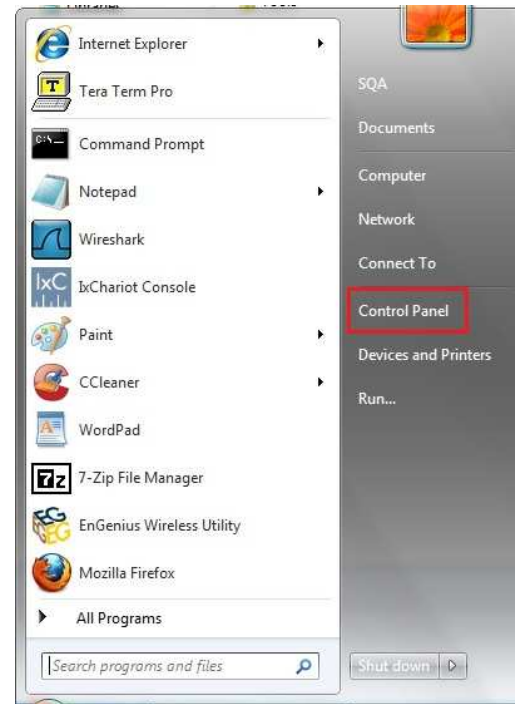 Internet Explorer
Tera Term Pro
Command Prompt
Notepad
Wireshark
IxC
IxChariot Console
Paint
CCleaner
WordPad
7z
7-Zip File Manager
EnGenius Wireless Utility
Mozilla Firefox
All Programs
Search programs and files
SQA
Documents
Computer
Network
Connect To
Control Panel
Devices and Printers
Run...
Shut down